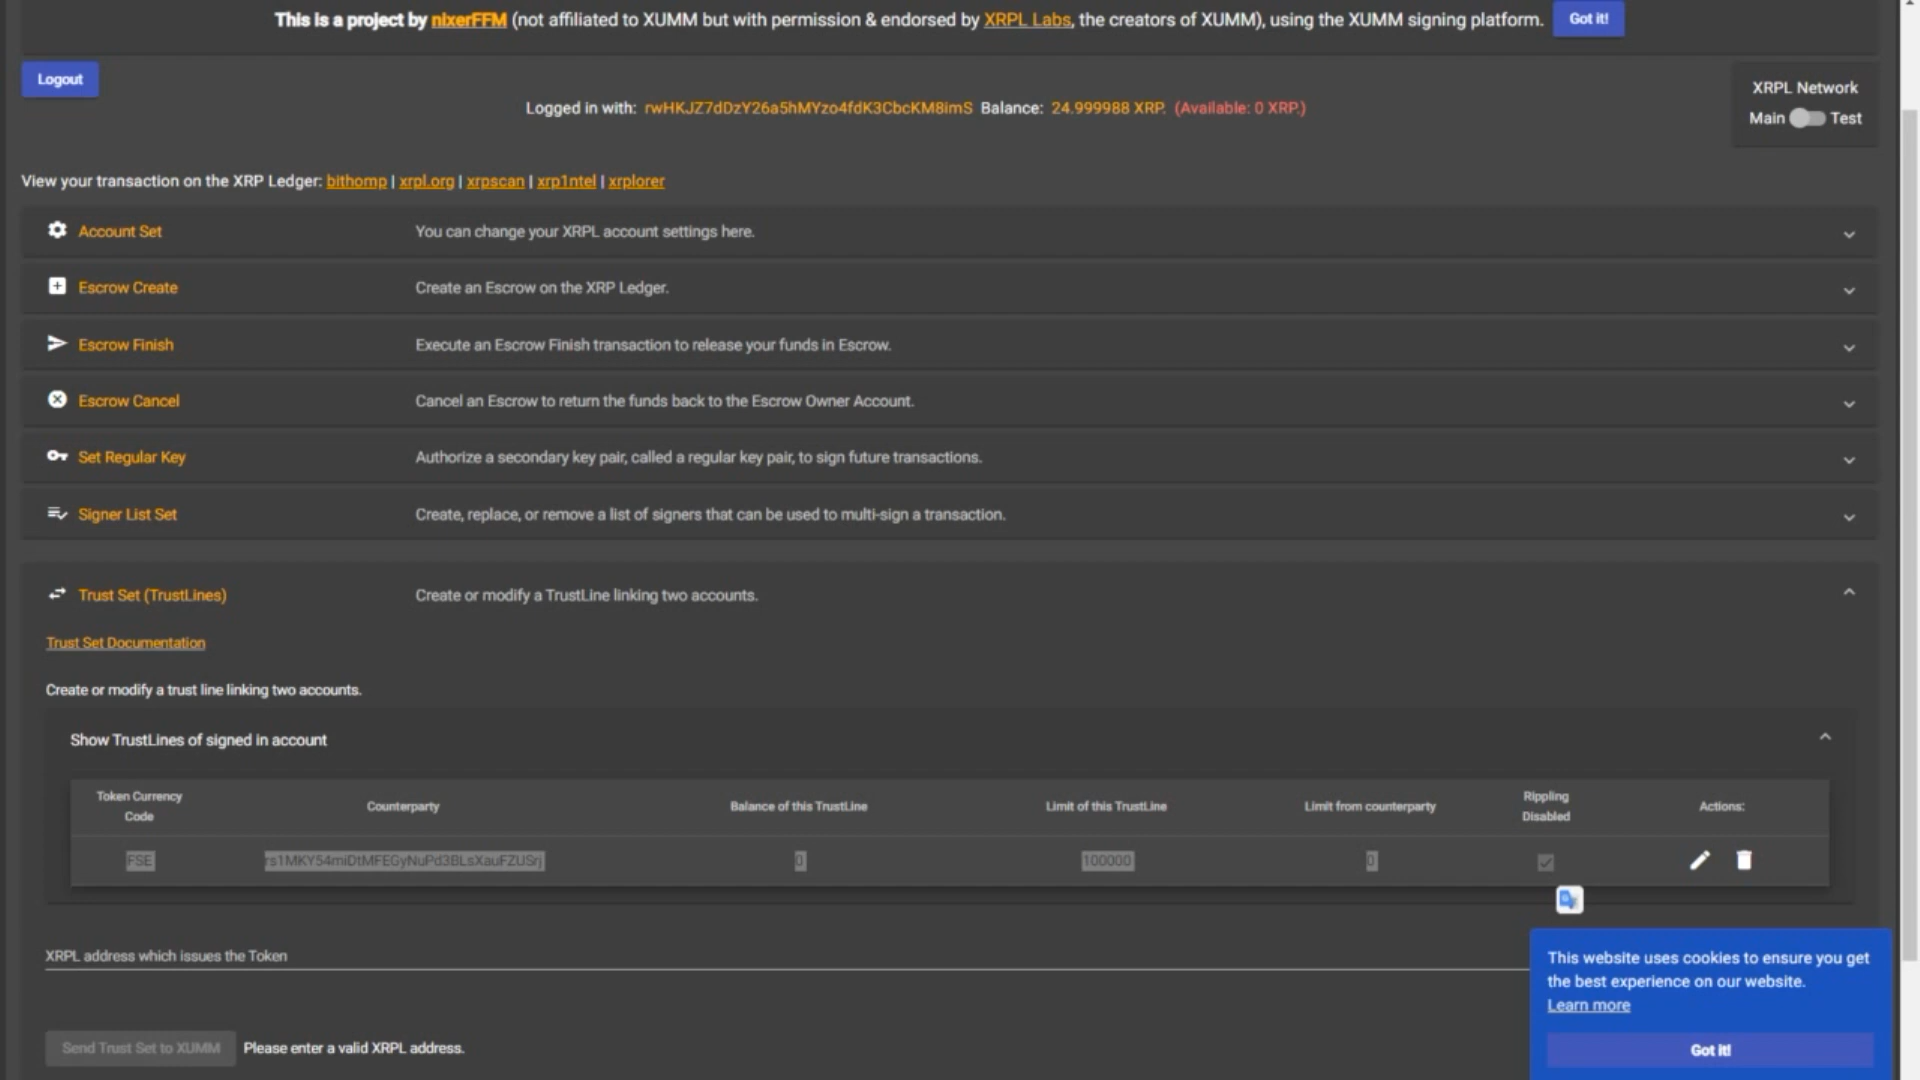 This is a project by nixerFFM (not affiliated to XUMM but with permission & endorsed by XRPL Labs, the creators of XUMM), using the XUMM signing platform. Got it!
Logout
XRPL Network
Main Test
Logged in with: rwHKJZ7dDzY26a5hMYzo4fdK3CbcKM8imS Balance: 24.999988 XRP. (Available: 0 XRP.)
View your transaction on the XRP Ledger: bithomp | xrpl.org | xrpscan | xrp1ntel | xrplorer
Account Set You can change your XRPL account settings here.
Escrow Create Create an Escrow on the XRP Ledger.
Escrow Finish Execute an Escrow Finish transaction to release your funds in Escrow.
Escrow Cancel Cancel an Escrow to return the funds back to the Escrow Owner Account.
Set Regular Key Authorize a secondary key pair, called a regular key pair, to sign future transactions.
Signer List Set Create, replace, or remove a list of signers that can be used to multi-sign a transaction.
Trust Set (TrustLines) Create or modify a TrustLine linking two accounts.
Trust Set Documentation
Create or modify a trust line linking two accounts.
Show TrustLines of signed in account
Token Currency Code Counterparty Balance of this TrustLine Limit of this TrustLine Limit from counterparty Rippling Disabled Actions:
FSE rs1MKY54miDtMFEGyNuPd3BLsXauFZUSrj 0 100000 0
XRPL address which issues the Token
Send Trust Set to XUMM Please enter a valid XRPL address.
This website uses cookies to ensure you get
the best experience on our website.
Learn more
Got it!